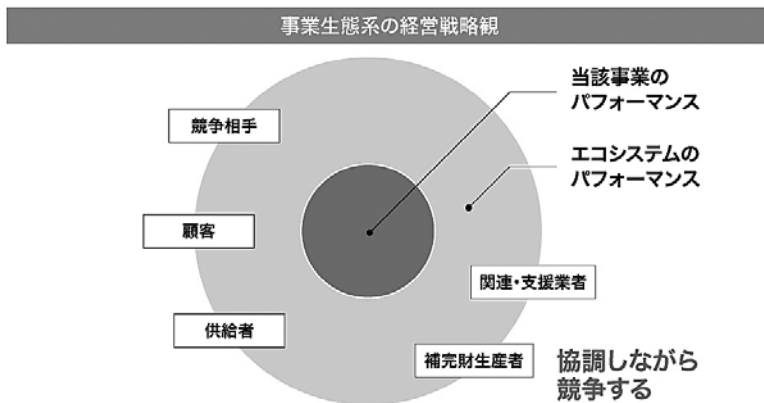 事業生態系の経営戦略観
当該事業の
パフォーマンス
競争相手
エコシステムの
パフォーマンス
顧客
関連・支援業者
供給者
補完財生産者
協調しながら
競争する